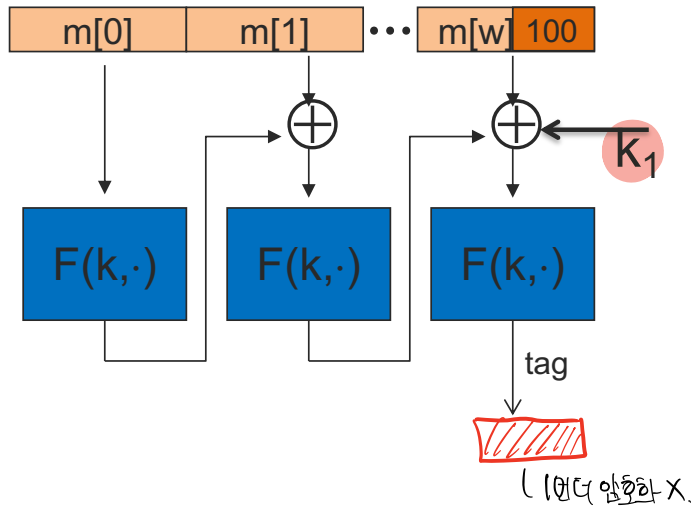 m[0] m[1] ••• m[w] 100
k₁
F(k,·) F(k,·) F(k,·)
tag
1번더 암호화 X.